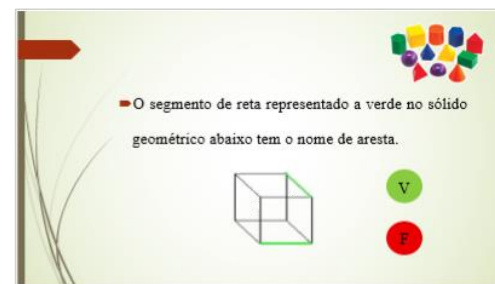 O segmento de reta representado a verde no sólido
geométrico abaixo tem o nome de aresta.
V
F